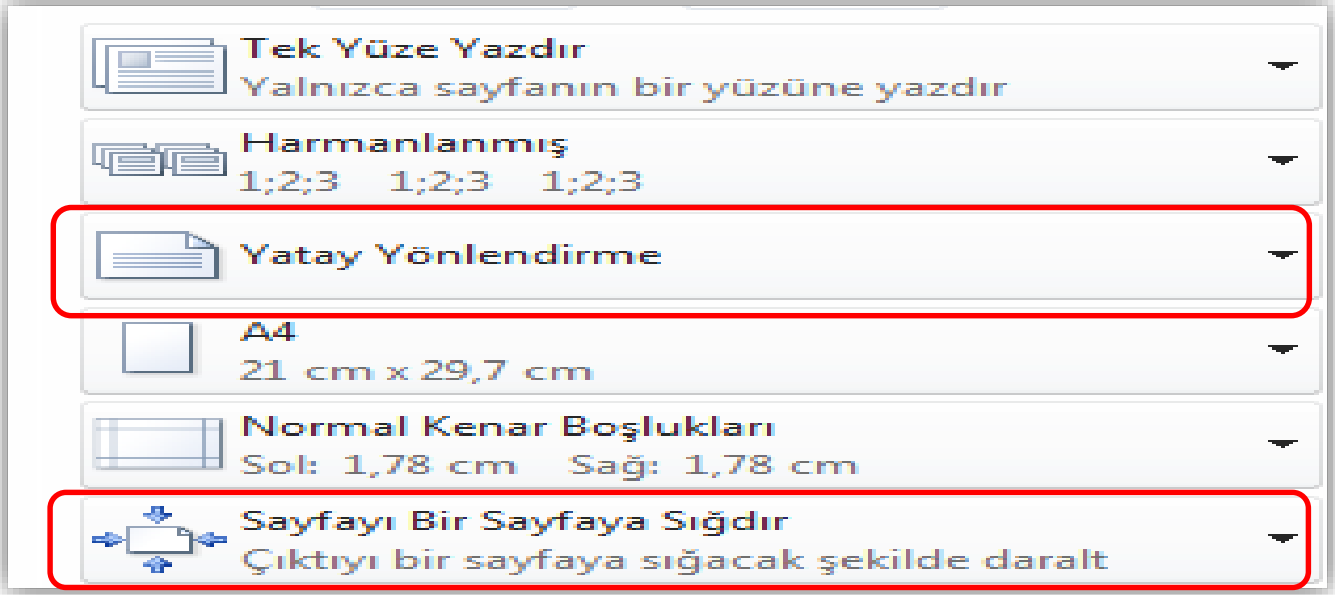 Tek Yüze Yazdır
Yalnızca sayfanın bir yüzüne yazdır
Harmanlanmış
1;2;3 1;2;3 1;2;3
Yatay Yönlendirme
A4
21 cm x 29,7 cm
Normal Kenar Boşlukları
Sol: 1,78 cm Sağ: 1,78 cm
Sayfayı Bir Sayfaya Sığdır
Çıktıyı bir sayfaya sığacak şekilde daralt